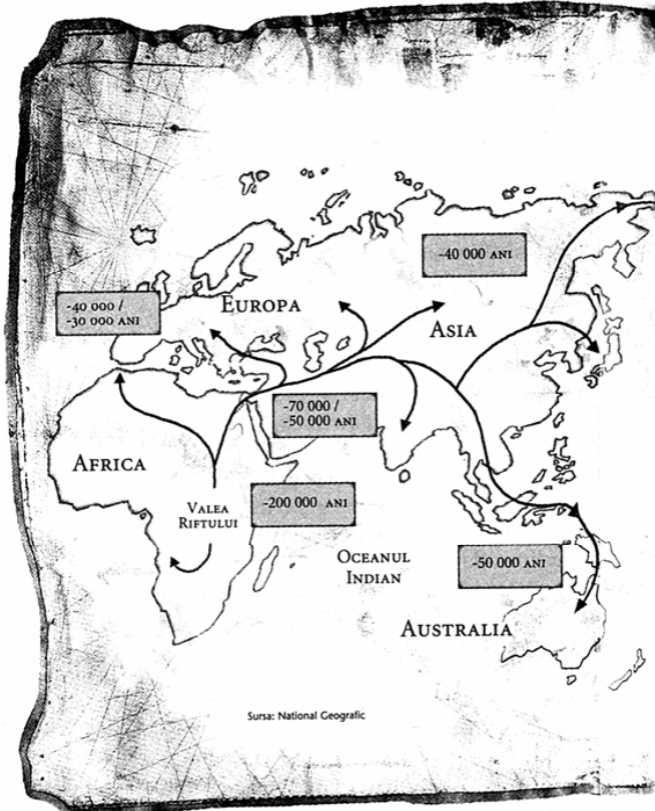 -40 000 ANI
-40 000 /
-30 000 ANI
EUROPA
ASIA
-70 000 /
-50 000 ANI
AFRICA
VALEA
RIFTULUI
-200 000 ANI
OCEANUL
INDIAN
-50 000 ANI
AUSTRALIA
Sursa: National Geografic